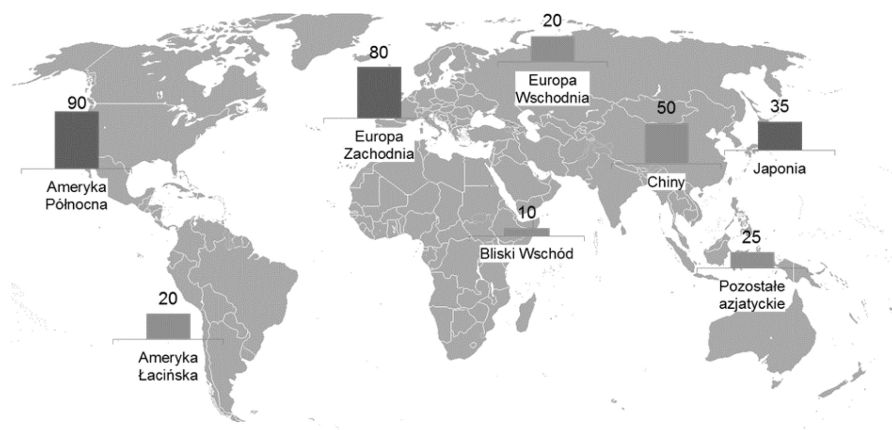 20
80
Europa
Wschodnia
90
50
35
Europa
Zachodnia
Ameryka
Północna
Chiny
Japonia
10
Bliski Wschód
25
Pozostałe
azjatyckie
20
Ameryka
Łacińska